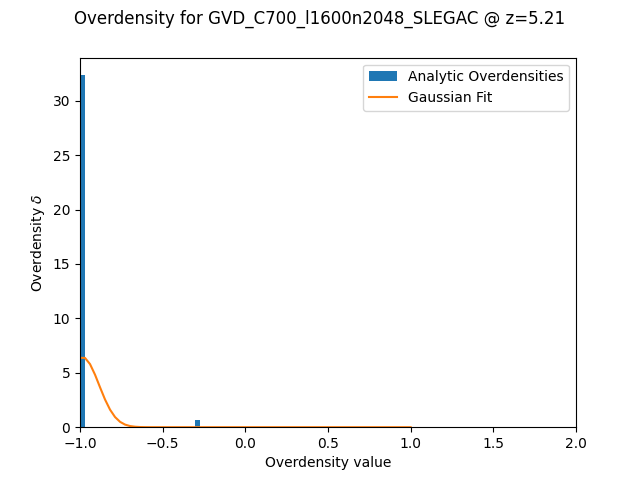 Overdensity for GVD_C700_l1600n2048_SLEGAC @ z=5.21
Analytic Overdensities
Gaussian Fit
Overdensity δ
30
25
20
15
10
5
0
−1.0
−0.5
0.0
0.5
1.0
1.5
2.0
Overdensity value